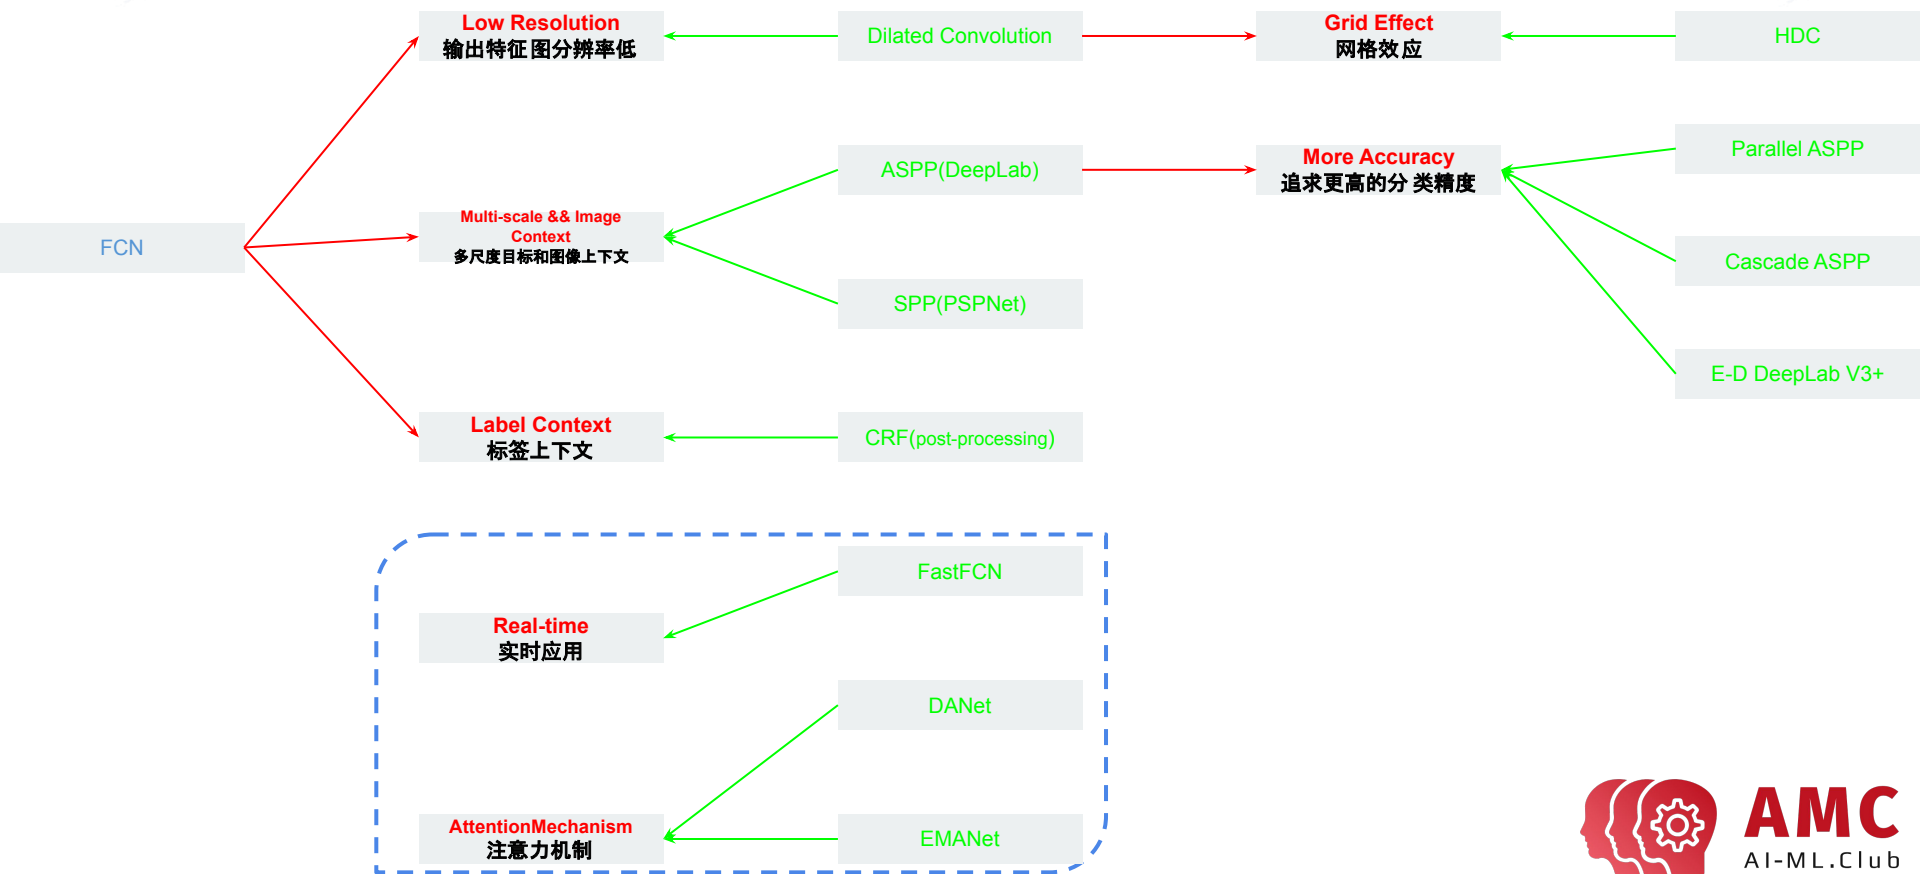 Low Resolution
输出特征图分辨率低
Dilated Convolution
Grid Effect
网格效应
HDC
Parallel ASPP
ASPP(DeepLab)
More Accuracy
追求更高的分 类精度
FCN
Multi-scale && Image
Context
多尺度目标和图像上下文
Cascade ASPP
SPP(PSPNet)
E-D DeepLab V3+
Label Context
标签上下文
CRF(post-processing)
FastFCN
Real-time
实时应用
DANet
AttentionMechanism
注意力机制
EMANet
AMC
AI-ML.Club